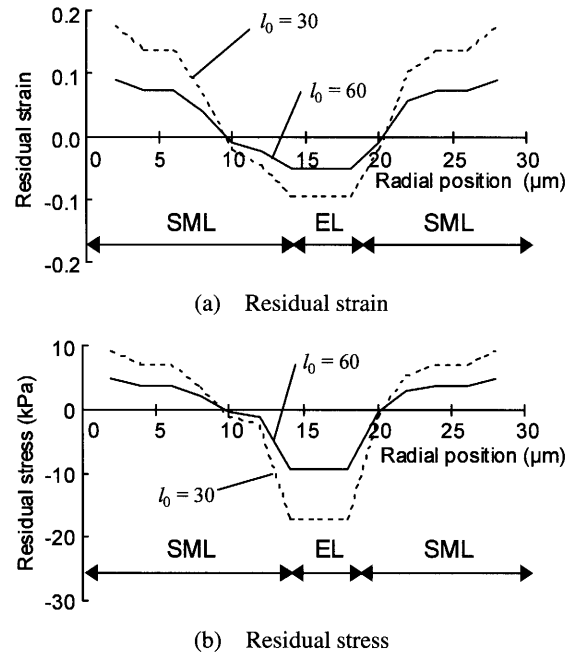 0.2
0.1
0.0
-0.1
-0.2
Residual strain
l0 = 30
l0 = 60
0 5 10 15 20 25 30
Radial position (µm)
SML EL SML
(a) Residual strain
10
0
-10
-20
-30
Residual stress (kPa)
l0 = 60
0 5 10 15 20 25 30
Radial position (µm)
l0 = 30
SML EL SML
(b) Residual stress